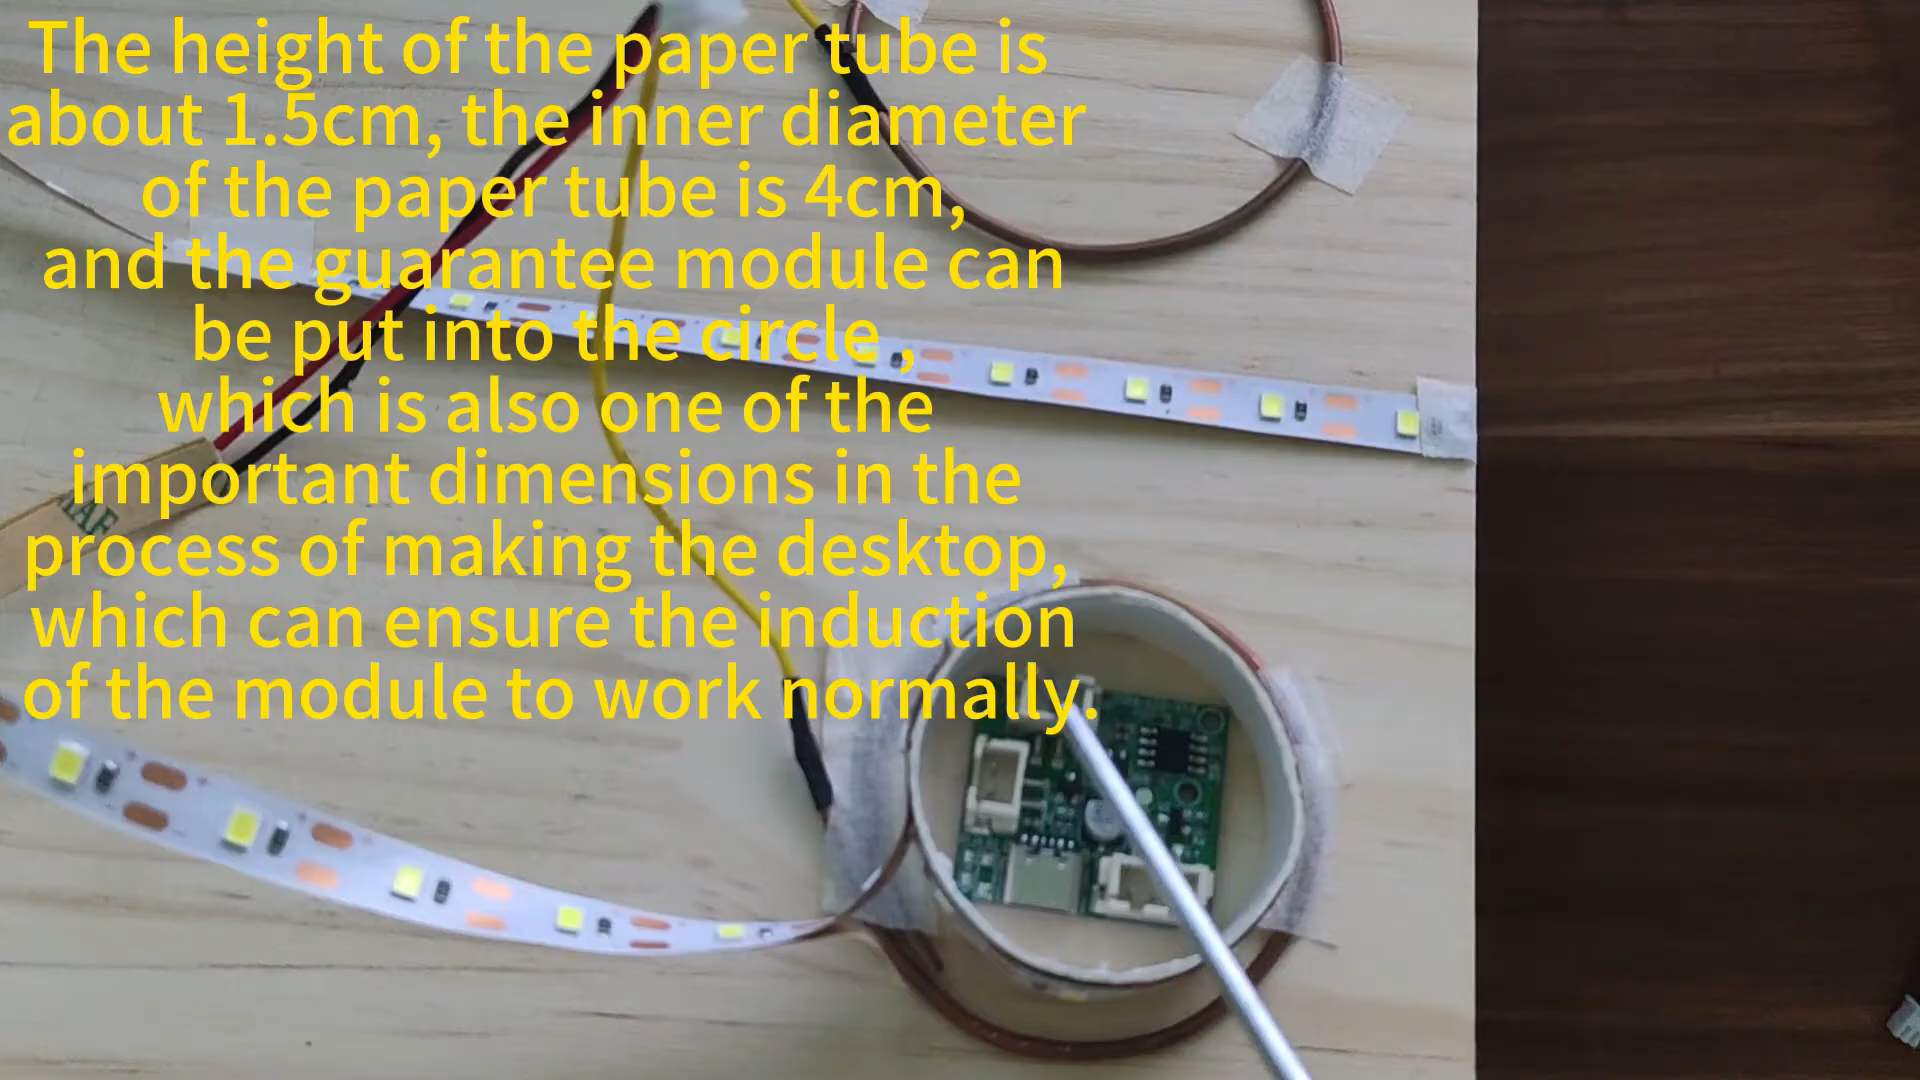 The height of the paper tube is
about 1.5cm, the inner diameter
of the paper tube is 4cm,
and the guarantee module can
be put into the circle ,
which is also one of the
important dimensions in the
process of making the desktop,
which can ensure the induction
of the module to work normally.